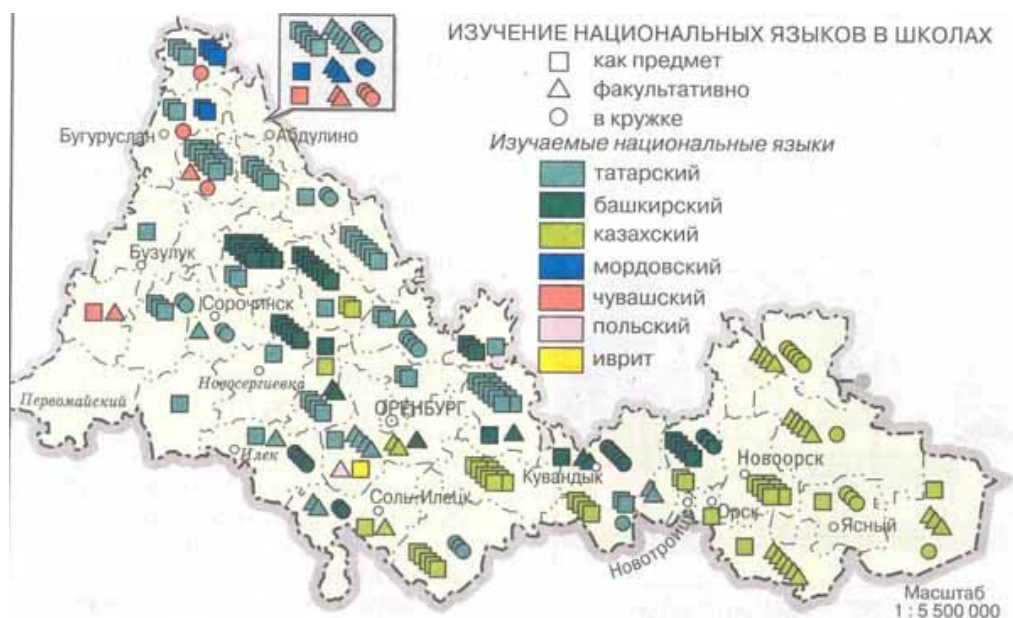 ИЗУЧЕНИЕ НАЦИОНАЛЬНЫХ ЯЗЫКОВ В ШКОЛАХ
как предмет
факультативно
в кружке
Изучаемые национальные языки
татарский
башкирский
казахский
мордовский
чувашский
польский
иврит
Бугуруслан
Абдулино
Бузулук
Сорочинск
Новосергиевка
Первомайский
ОРЕНБУРГ
Илек
Соль-Илецк
Кувандык
Новотроицк
Орск
Новоорск
Ясный
Масштаб
1 : 5 500 000